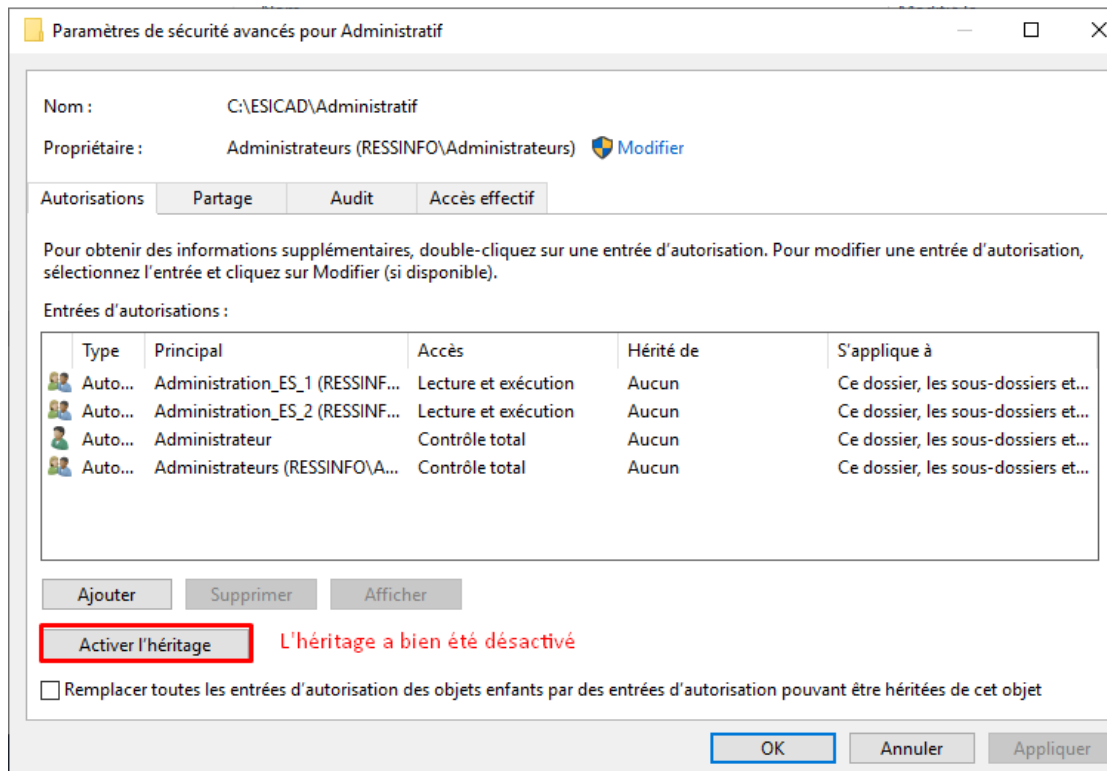 Paramètres de sécurité avancés pour Administratif
Nom : C:\ESICAD\Administratif
Propriétaire : Administrateurs (RESSINFO\Administrateurs) Modifier
Autorisations Partage Audit Accès effectif
Pour obtenir des informations supplémentaires, double-cliquez sur une entrée d'autorisation. Pour modifier une entrée d'autorisation,
sélectionnez l'entrée et cliquez sur Modifier (si disponible).
Entrées d'autorisations :
Type Principal Accès Hérité de S'applique à
Auto... Administration_ES_1 (RESSINF... Lecture et exécution Aucun Ce dossier, les sous-dossiers et...
Auto... Administration_ES_2 (RESSINF... Lecture et exécution Aucun Ce dossier, les sous-dossiers et...
Auto... Administrateur Contrôle total Aucun Ce dossier, les sous-dossiers et...
Auto... Administrateurs (RESSINFO\A... Contrôle total Aucun Ce dossier, les sous-dossiers et...
Ajouter Supprimer Afficher
Activer l'héritage L'héritage a bien été désactivé
Remplacer toutes les entrées d'autorisation des objets enfants par des entrées d'autorisation pouvant être héritées de cet objet
OK Annuler Appliquer